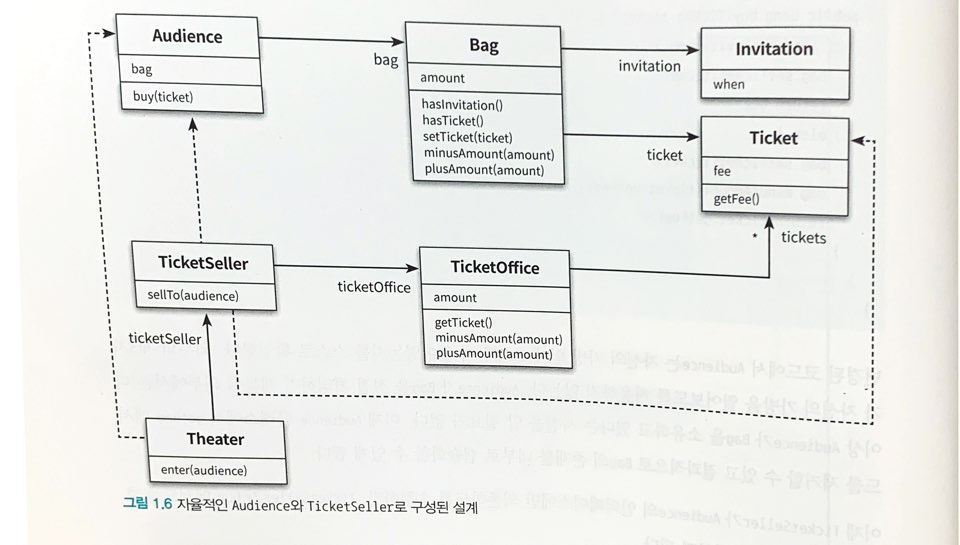 Audience
bag
buy(ticket)
bag
Bag
amount
hasInvitation()
hasTicket()
setTicket(ticket)
minusAmount(amount)
plusAmount(amount)
invitation
Invitation
when
ticket
Ticket
fee
getFee()
* tickets
TicketSeller
sellTo(audience)
ticketOffice
TicketOffice
amount
getTicket()
minusAmount(amount)
plusAmount(amount)
ticketSeller
Theater
enter(audience)
그림 1.6 자율적인 Audience와 TicketSeller로 구성된 설계